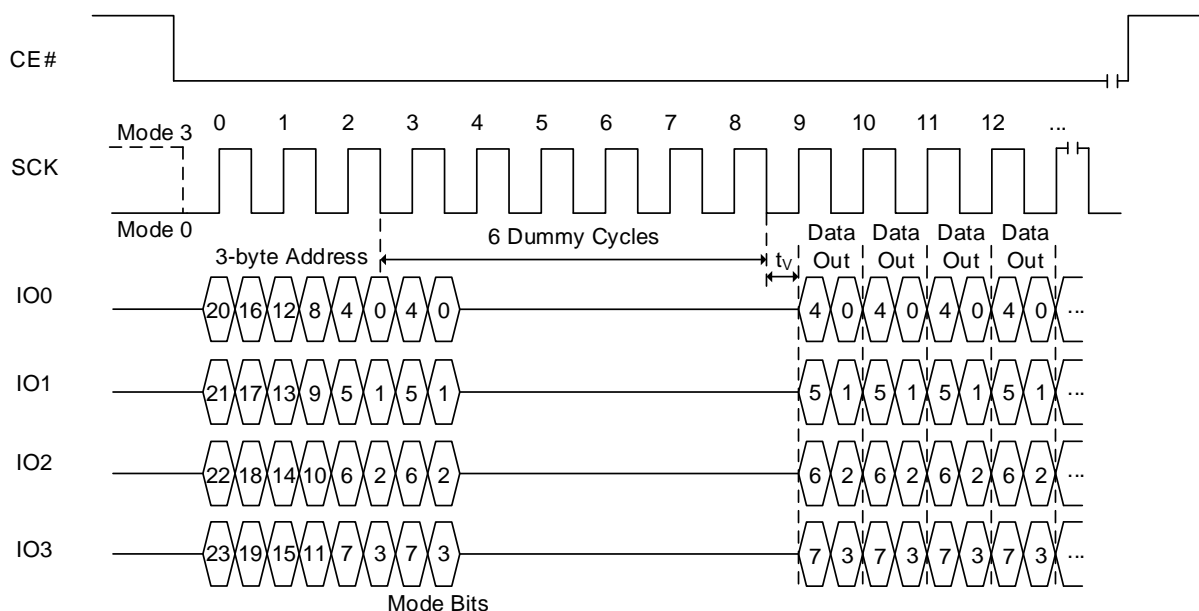 CE#
0 1 2 3 4 5 6 7 8 9 10 11 12 ...
Mode 3
SCK
Mode 0
6 Dummy Cycles
Data Data Data Data
3-byte Address
tV
Out Out Out Out
IO0
20 16 12 8 4 0 4 0 4 0 4 0 4 0 4 0 ...
IO1
21 17 13 9 5 1 5 1 5 1 5 1 5 1 5 1 ...
IO2
22 18 14 10 6 2 6 2 6 2 6 2 6 2 6 2 ...
IO3
23 19 15 11 7 3 7 3 7 3 7 3 7 3 7 3 ...
Mode Bits